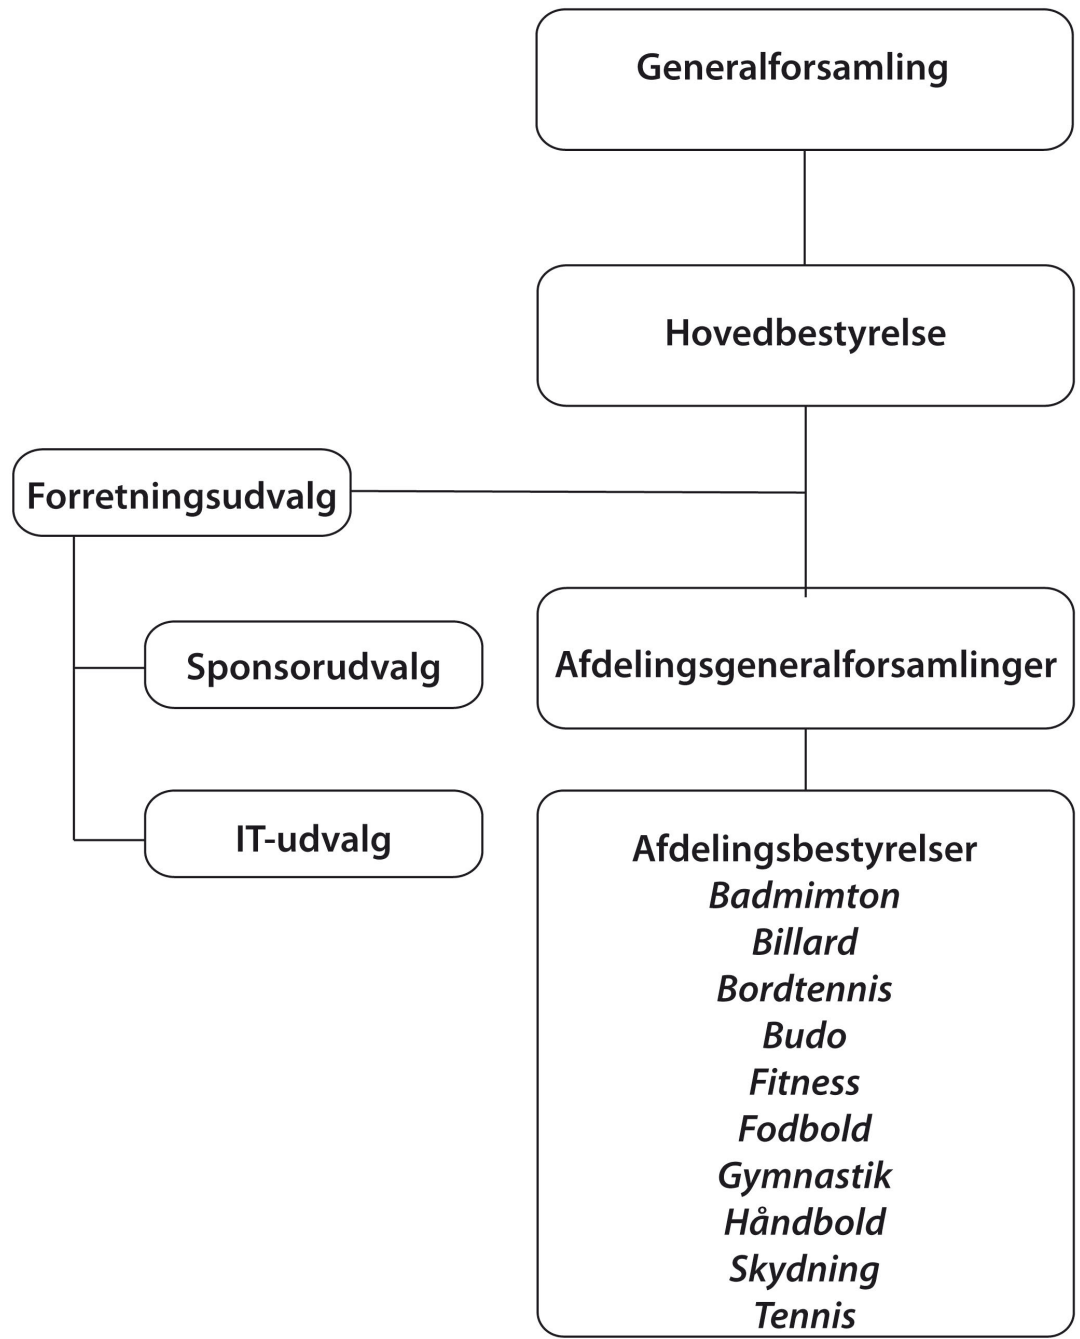 Generalforsamling
Hovedbestyrelse
Forretningsudvalg
Sponsorudvalg
IT-udvalg
Afdelingsgeneralforsamlinger
Afdelingsbestyrelser
Badmimton
Billard
Bordtennis
Budo
Fitness
Fodbold
Gymnastik
Håndbold
Skydning
Tennis